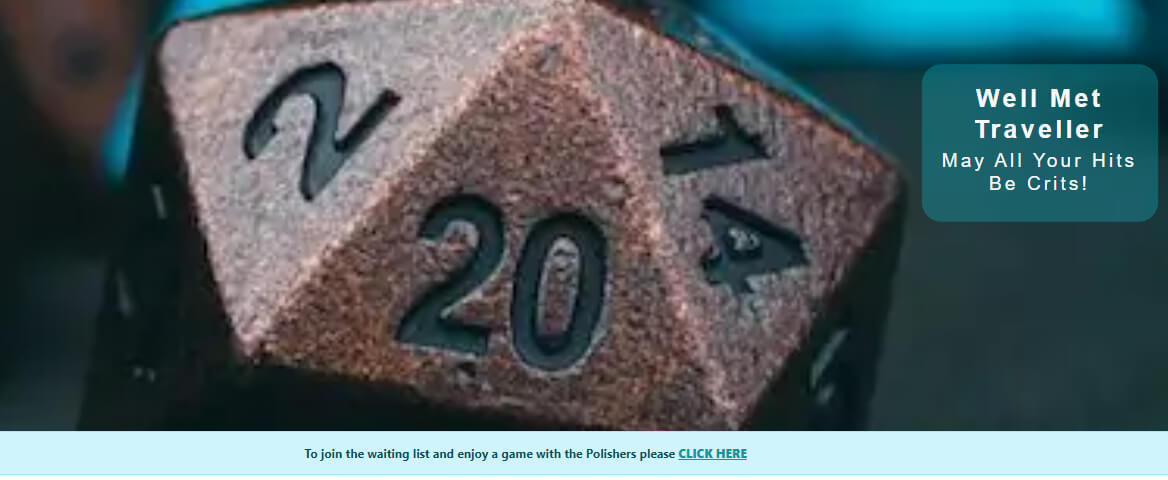 2
20
14
Well Met
Traveller
May All Your Hits
Be Crits!
To join the waiting list and enjoy a game with the Polishers please CLICK HERE